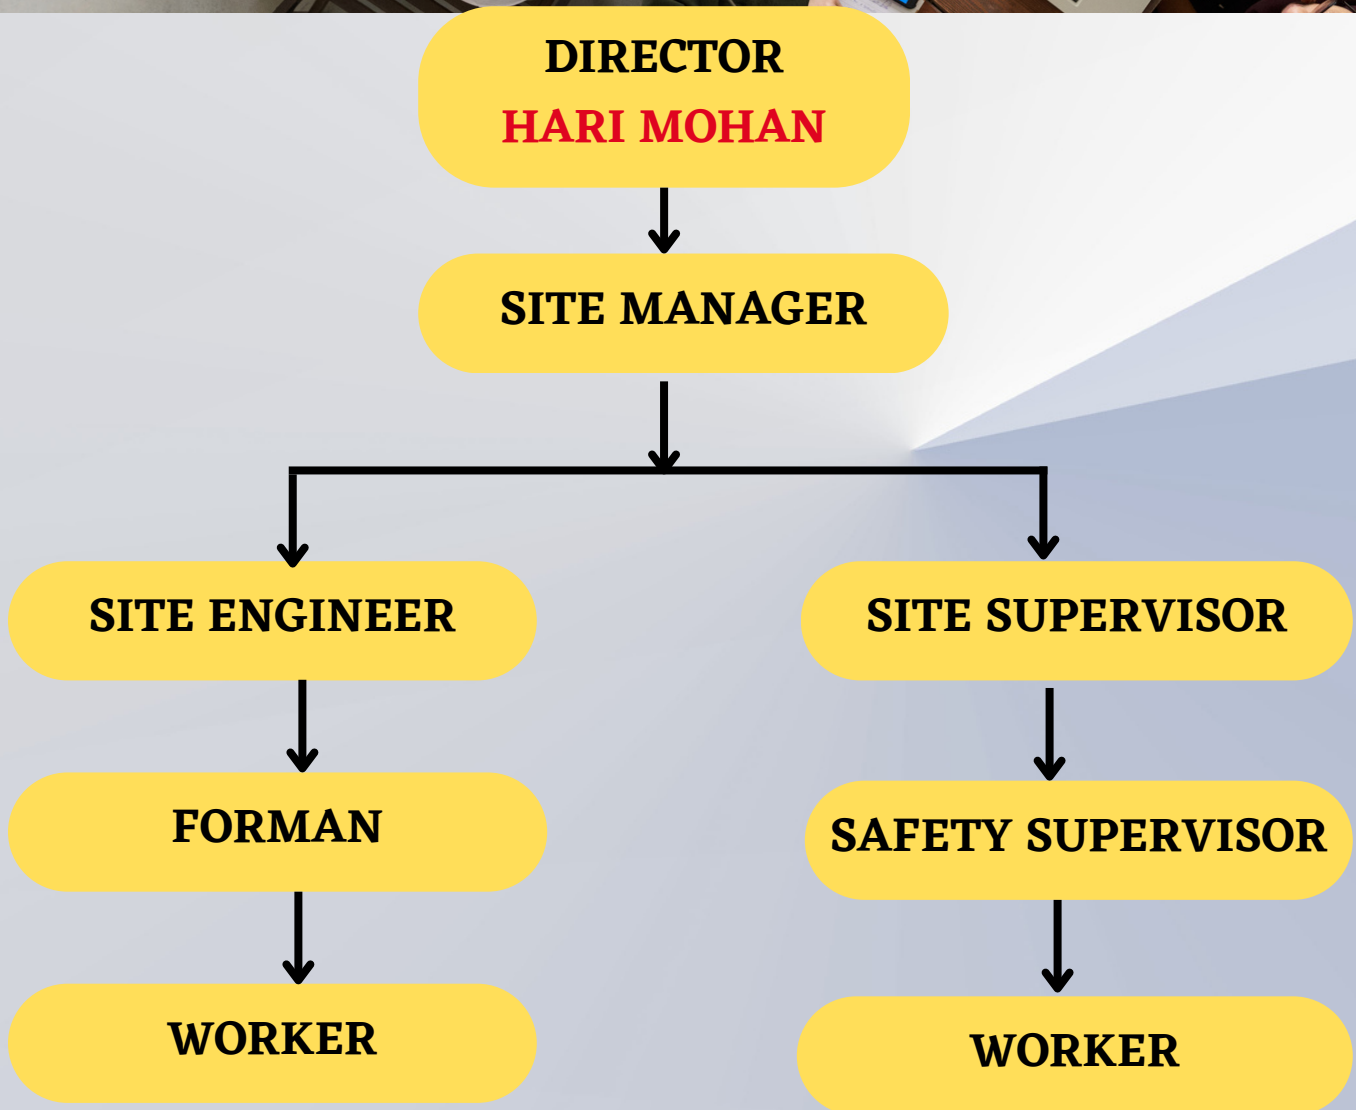 DIRECTOR
HARI MOHAN
SITE MANAGER
SITE ENGINEER
SITE SUPERVISOR
FORMAN
SAFETY SUPERVISOR
WORKER
WORKER